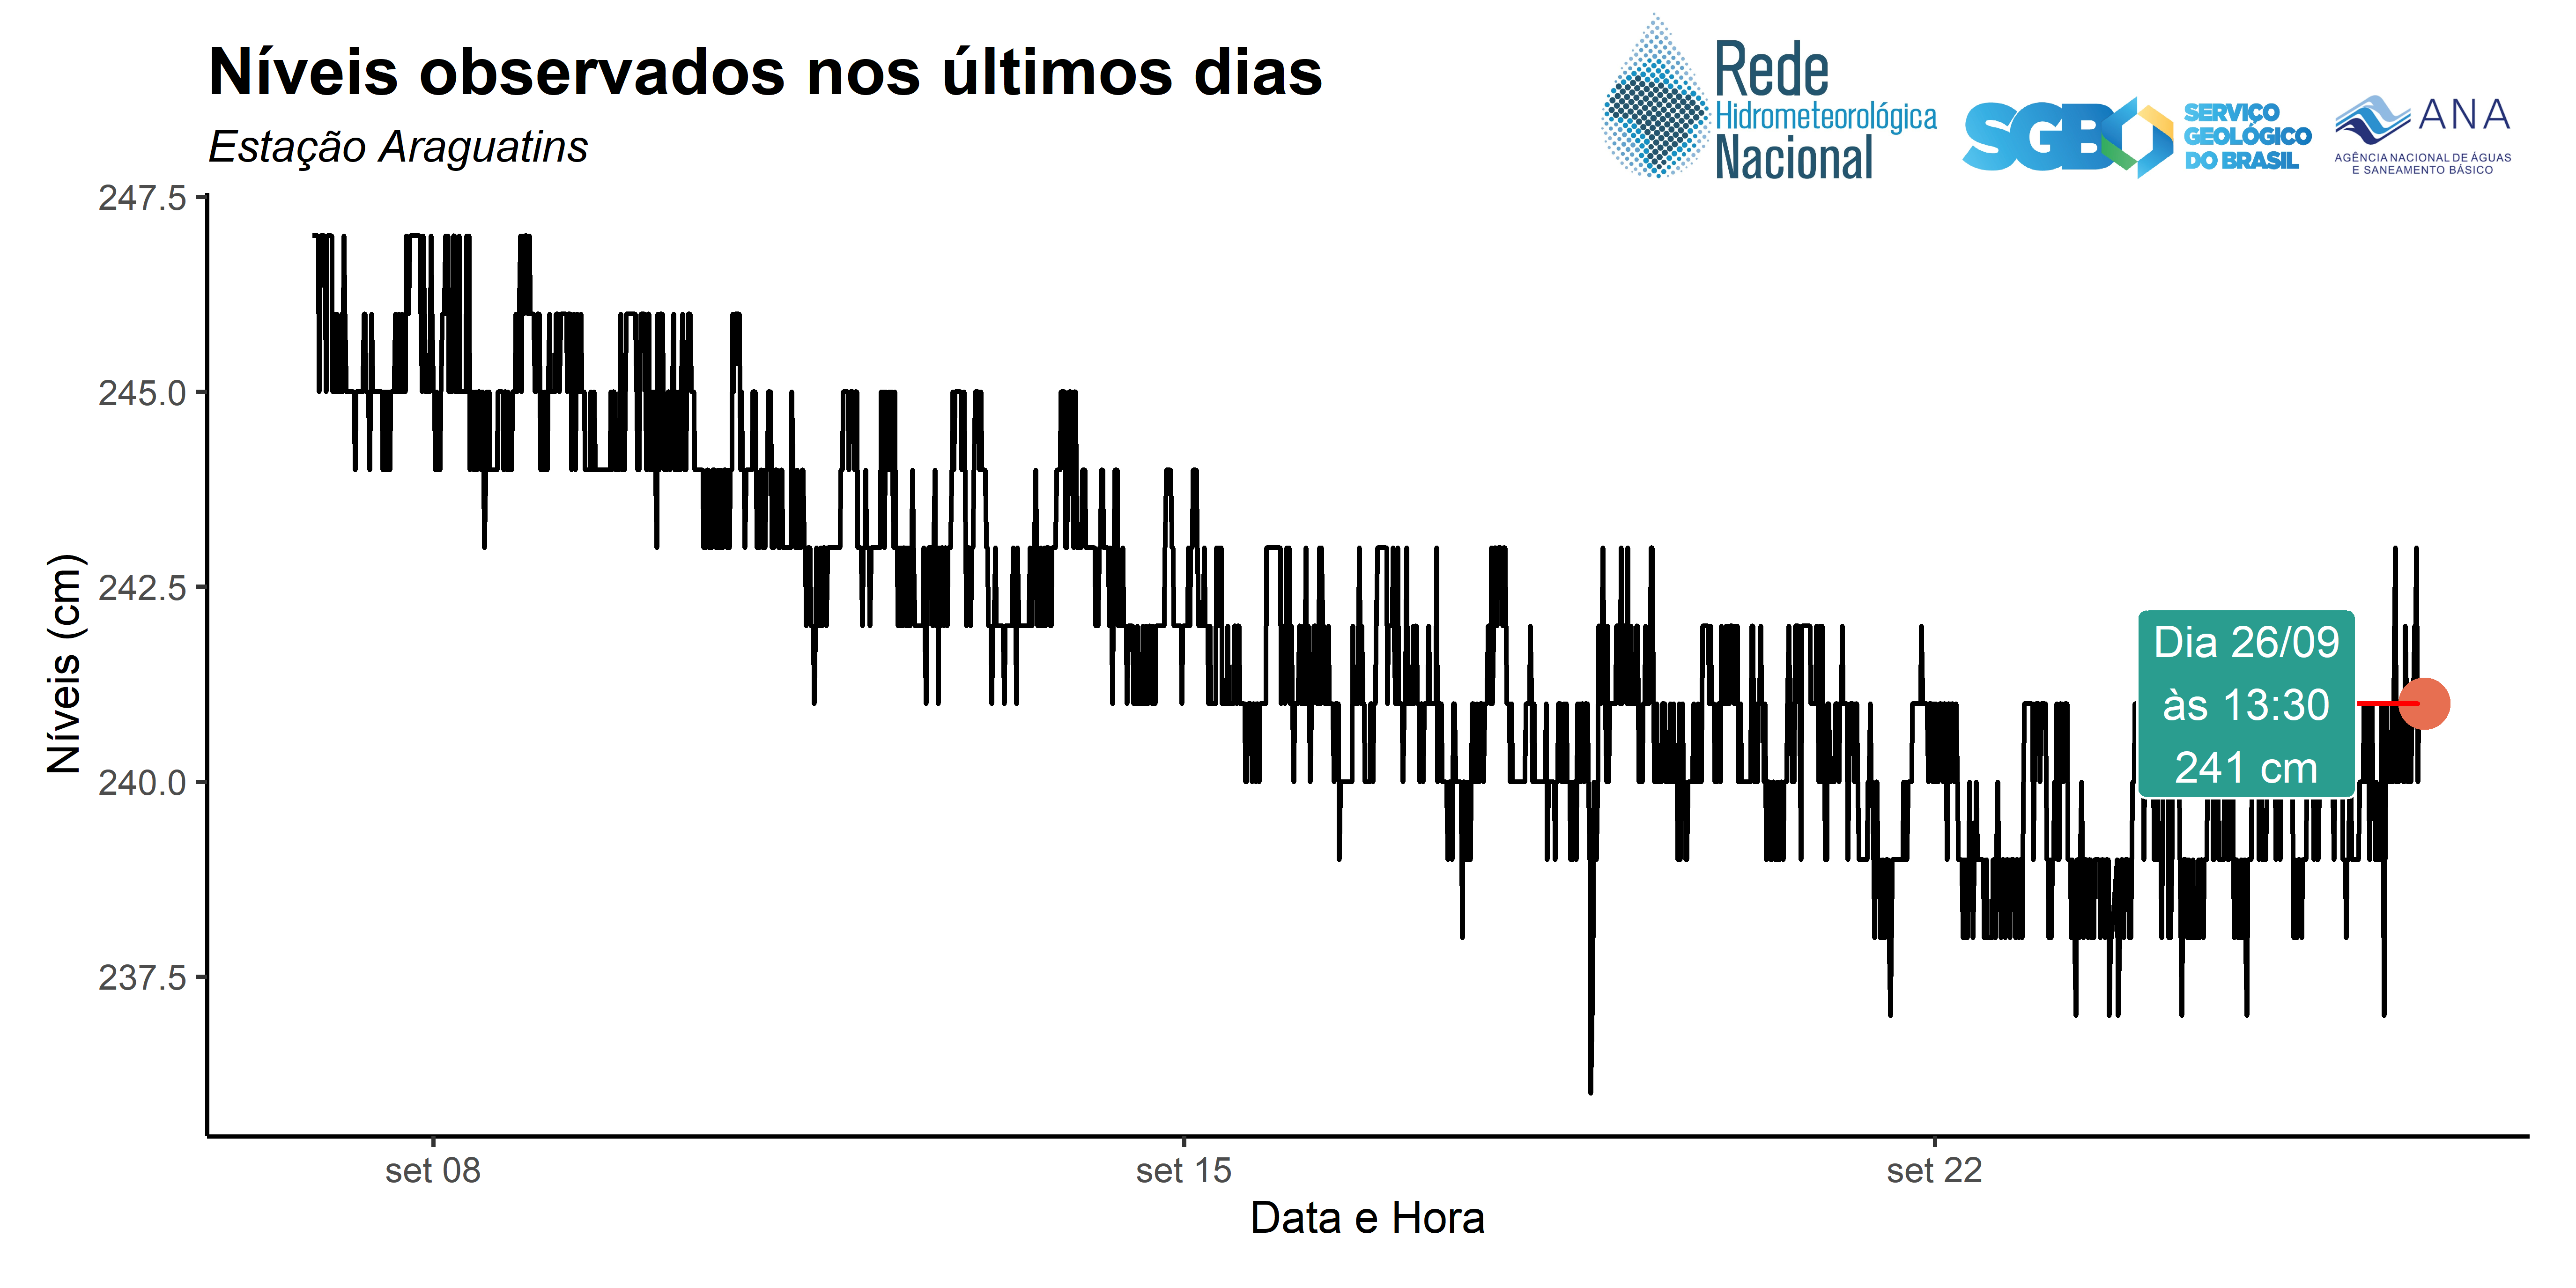 Níveis observados nos últimos dias
Estação Araguatins
Rede
Hidrometeorológica
Nacional
SGB
SERVIÇO
GEOLÓGICO
DO BRASIL
ANA
AGÊNCIA NACIONAL DE ÁGUAS
E SANEAMENTO BÁSICO
Níveis (cm)
247.5
245.0
242.5
240.0
237.5
Dia 26/09
às 13:30
241 cm
set 08
set 15
set 22
Data e Hora